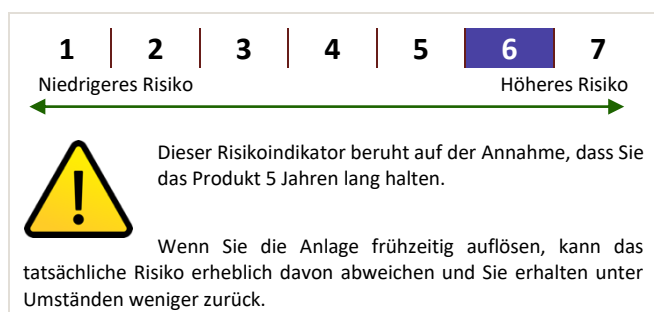 1 2 3 4 5 6 7
Niedrigeres Risiko Höheres Risiko
Dieser Risikoindikator beruht auf der Annahme, dass Sie
das Produkt 5 Jahren lang halten.
Wenn Sie die Anlage frühzeitig auflösen, kann das
tatsächliche Risiko erheblich davon abweichen und Sie erhalten unter
Umständen weniger zurück.